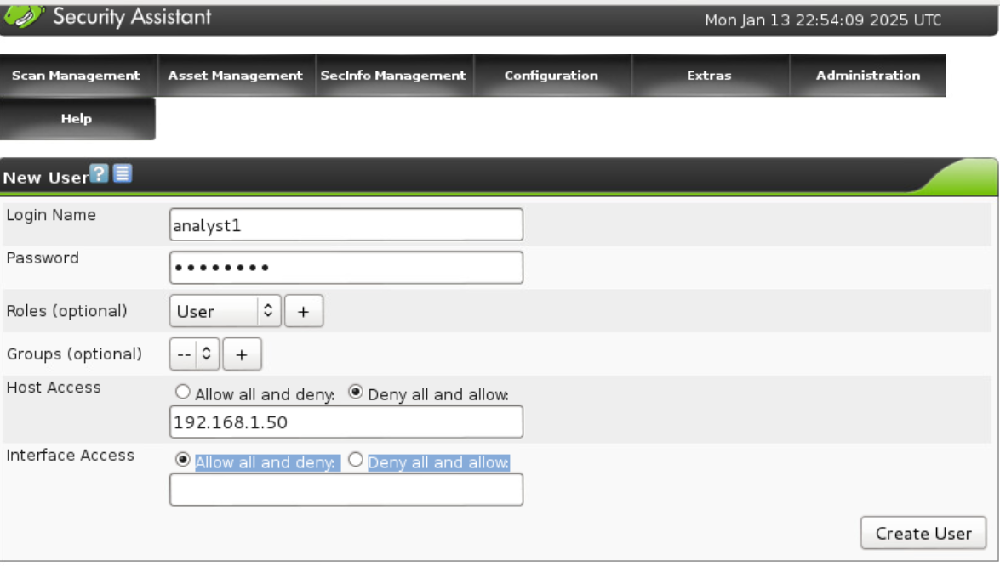 Security Assistant
Mon Jan 13 22:54:09 2025 UTC
Scan Management Asset Management SecInfo Management Configuration Extras Administration
Help
New User ?
Login Name analyst1
Password ••••••••
Roles (optional) User +
Groups (optional) -- +
Host Access Allow all and deny: Deny all and allow:
192.168.1.50
Interface Access Allow all and deny: Deny all and allow:
Create User